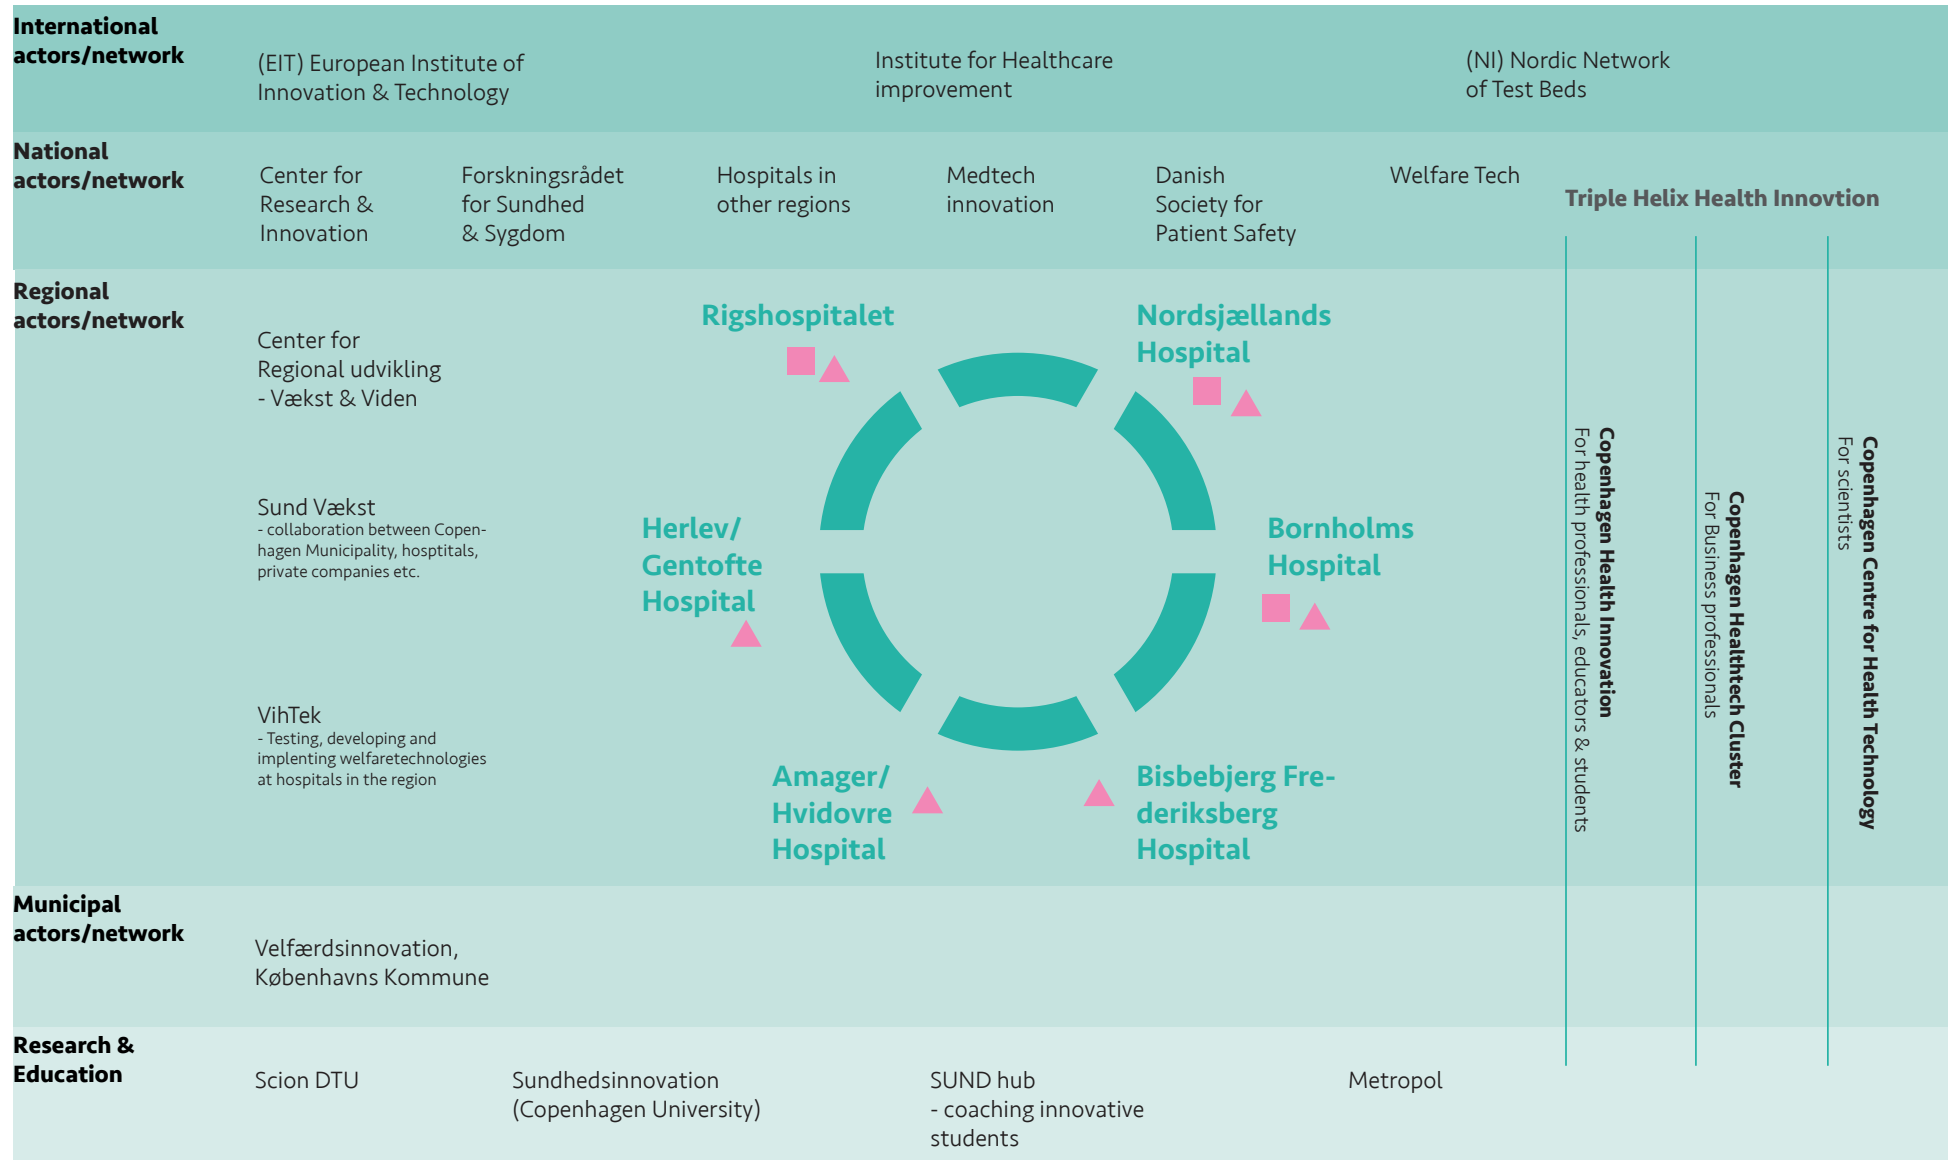 International
actors/network
(EIT) European Institute of
Innovation & Technology
Institute for Healthcare
improvement
(NI) Nordic Network
of Test Beds
National
actors/network
Center for
Research &
Innovation
Forskningsrådet
for Sundhed
& Sygdom
Hospitals in
other regions
Medtech
innovation
Danish
Society for
Patient Safety
Welfare Tech
Triple Helix Health Innovtion
Regional
actors/network
Center for
Regional udvikling
- Vækst & Viden
Sund Vækst
- collaboration between Copen-
hagen Municipality, hosptitals,
private companies etc.
VihTek
- Testing, developing and
implenting welfaretechnologies
at hospitals in the region
Rigshospitalet
Nordsjællands
Hospital
Herlev/
Gentofte
Hospital
Bornholms
Hospital
Amager/
Hvidovre
Hospital
Bisbebjerg Fre-
deriksberg
Hospital
Copenhagen Health Innovation
For health professionals, educators & students
Copenhagen Healthtech Cluster
For Business professionals
Copenhagen Centre for Health Technology
For scientists
Municipal
actors/network
Velfærdsinnovation,
Københavns Kommune
Research &
Education
Scion DTU
Sundhedsinnovation
(Copenhagen University)
SUND hub
- coaching innovative
students
Metropol